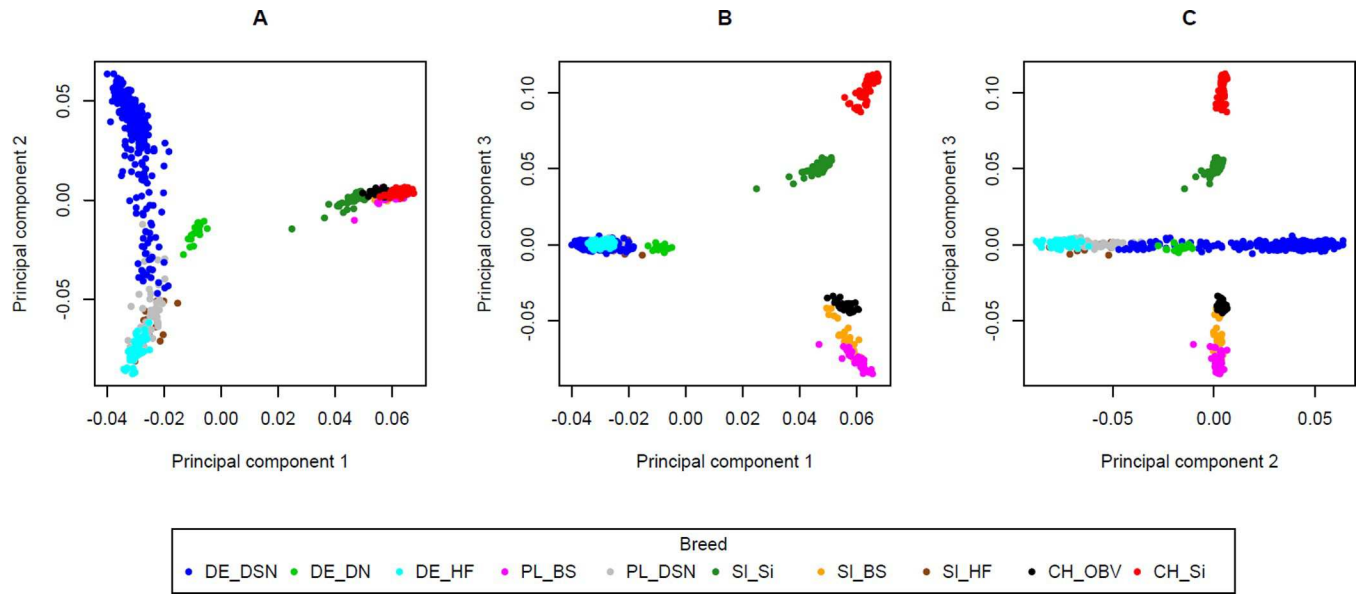 A B C
0.05 0.10 0.10
Principal component 2 Principal component 3 Principal component 3
0.00 0.05 0.05
0.00 0.00
-0.05 -0.05 -0.05
-0.04 -0.02 0.00 0.02 0.04 0.06 -0.04 -0.02 0.00 0.02 0.04 0.06 -0.05 0.00 0.05
Principal component 1 Principal component 1 Principal component 2
Breed
DE_DSN DE_DN DE_HF PL_BS PL_DSN SI_Si SI_BS SI_HF CH_OBV CH_Si